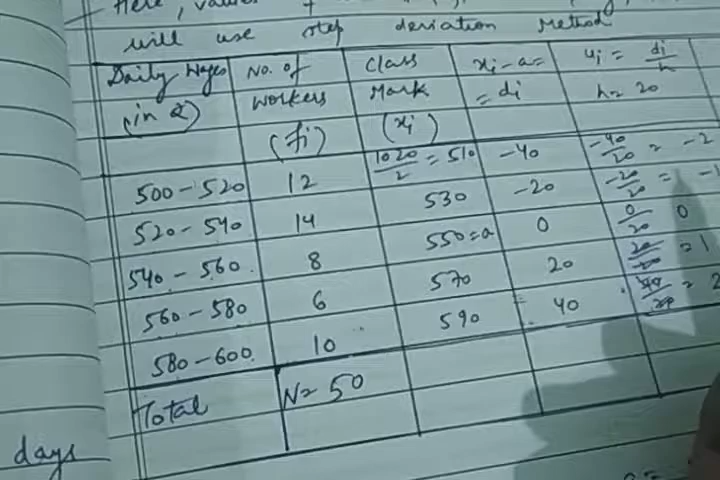 Here, values
will use step deviation Method
Daily Wages (in ₹) No. of Workers (fi) Class Mark (xi) xi-a= = di ui = di/h h= 20
500-520 12 1020/2 = 510 -40 -40/20 = -2
520-540 14 530 -20 -20/20 = -1
540-560 8 550=a 0 0/20 0
560-580 6 570 20 20/20 = 1
580-600 10 590 40 40/20 = 2
Total N= 50
days